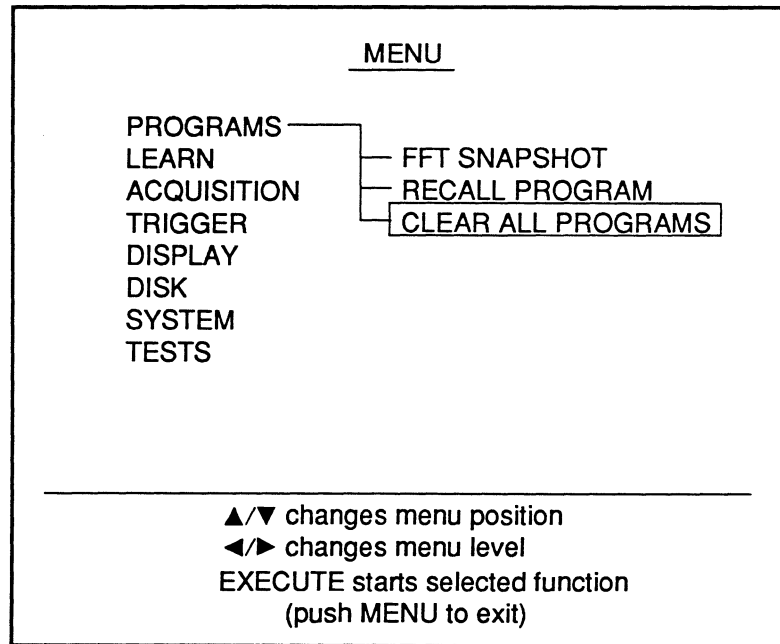 MENU
PROGRAMS
LEARN
FFT SNAPSHOT
ACQUISITION
RECALL PROGRAM
TRIGGER
CLEAR ALL PROGRAMS
DISPLAY
DISK
SYSTEM
TESTS
▲/▼ changes menu position
◄/► changes menu level
EXECUTE starts selected function
(push MENU to exit)